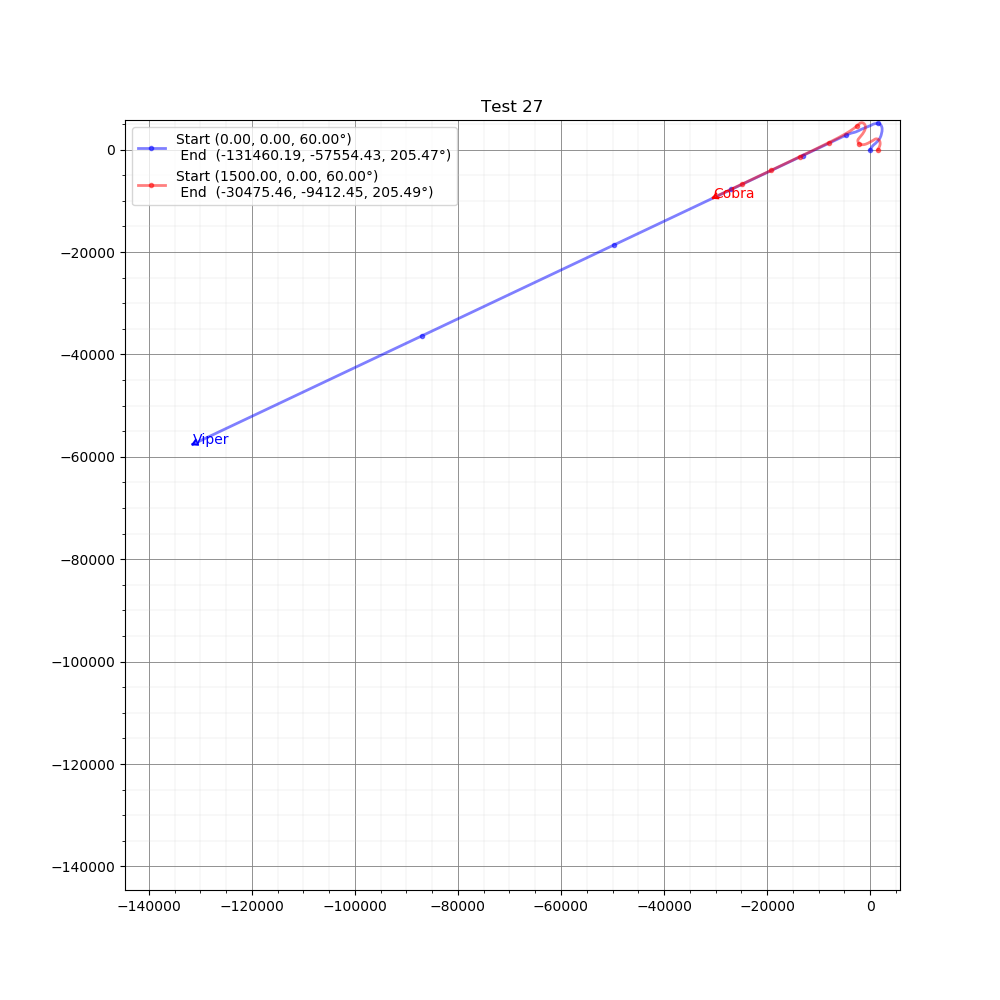 Test 27
Start (0.00, 0.00, 60.00°)
End (-131460.19, -57554.43, 205.47°)
Start (1500.00, 0.00, 60.00°)
End (-30475.46, -9412.45, 205.49°)
Cobra
Viper
0
−20000
−40000
−60000
−80000
−100000
−120000
−140000
−140000 −120000 −100000 −80000 −60000 −40000 −20000 0